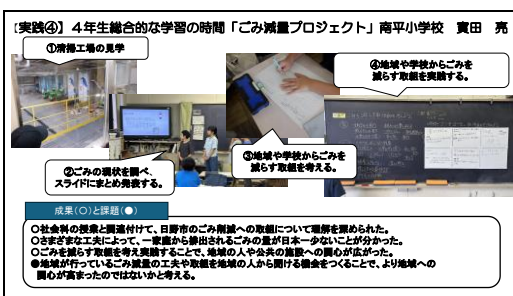 【実践④】４年生総合的な学習の時間「ごみ減量プロジェクト」南平小学校　實田　亮
①清掃工場の見学
④地域や学校からごみを
減らす取組を実践する。
②ごみの現状を調べ、
スライドにまとめ発表する。
③地域や学校からごみを
減らす取組を考える。
成果（○）と課題（●）
○社会科の授業と関連付けて、日野市のごみ削減への取組について理解を深められた。
○さまざまな工夫によって、一家庭から排出されるごみの量が日本一少ないことが分かった。
○ごみを減らす取組を考え実践することで、地域の人や公共の施設への関心が広がった。
●地域が行っているごみ減量の工夫や取組を地域の人から聞ける機会をつくることで、より地域への
関心が高まったのではないかと考える。